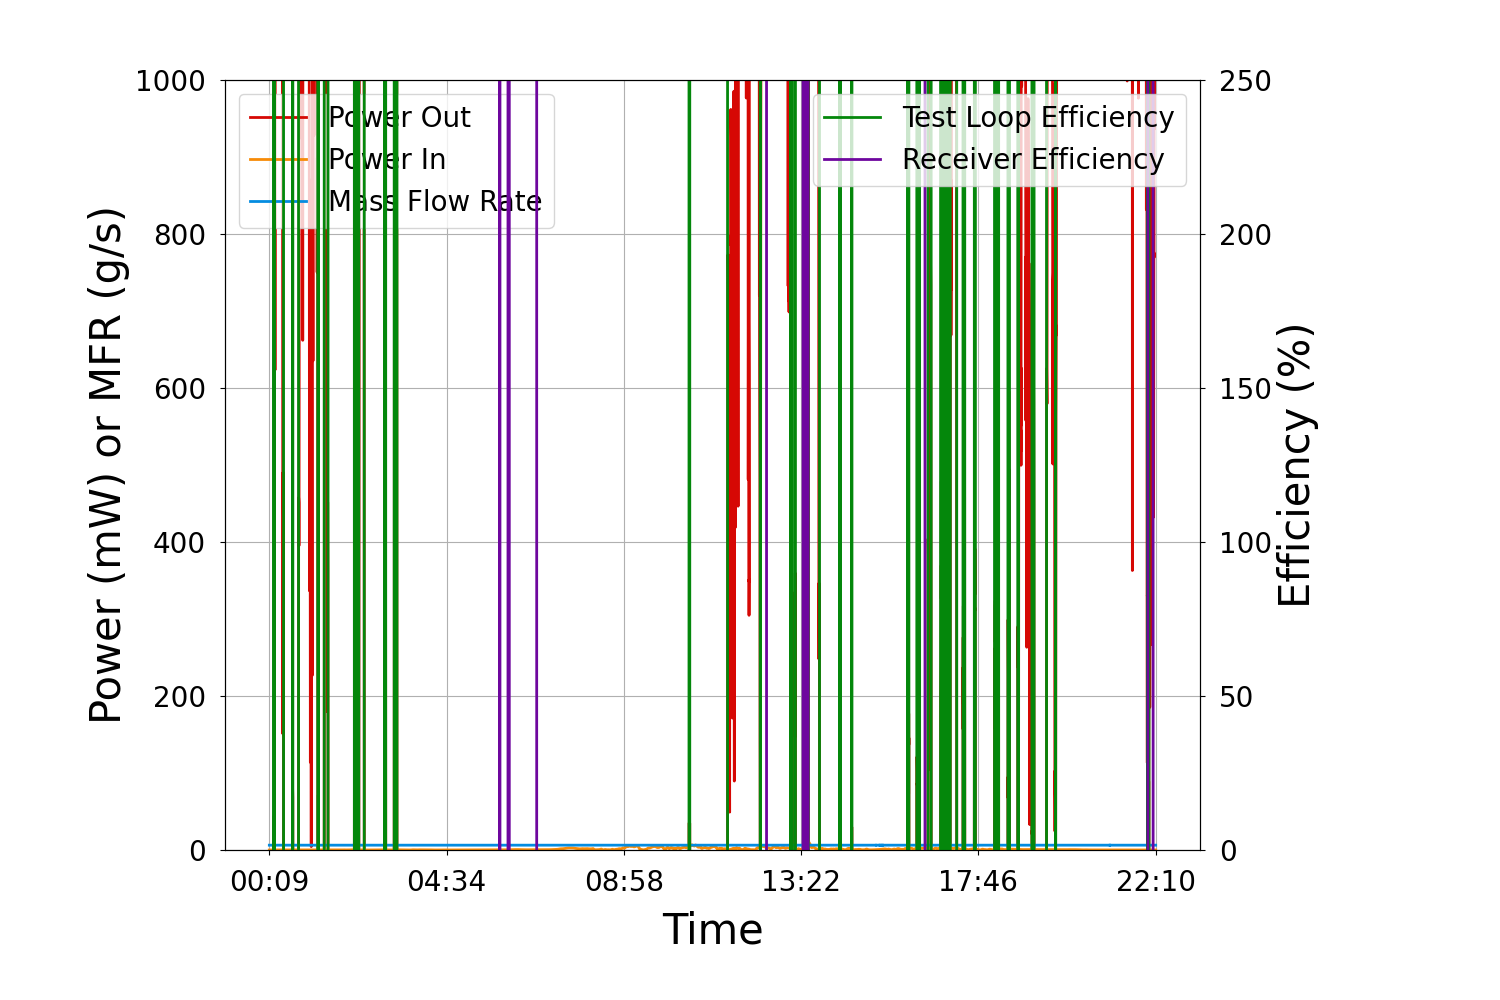 1000
800
600
400
200
0
250
200
150
100
50
0
Power (mW) or MFR (g/s)
Efficiency (%)
Power Out
Power In
Mass Flow Rate
Test Loop Efficiency
Receiver Efficiency
00:09 04:34 08:58 13:22 17:46 22:10
Time